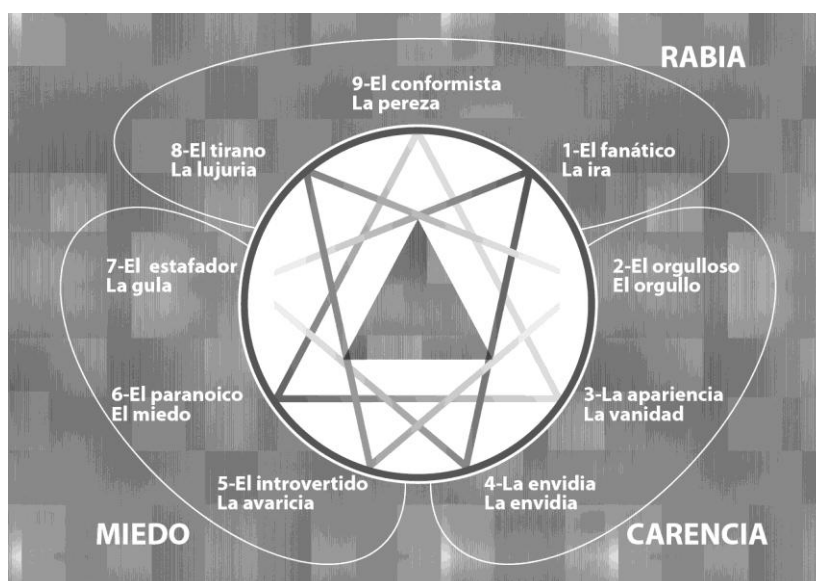 RABIA
9-El conformista
La pereza
8-El tirano
La lujuria
1-El fanático
La ira
7-El estafador
La gula
2-El orgulloso
El orgullo
6-El paranoico
El miedo
3-La apariencia
La vanidad
5-El introvertido
La avaricia
4-La envidia
La envidia
MIEDO
CARENCIA